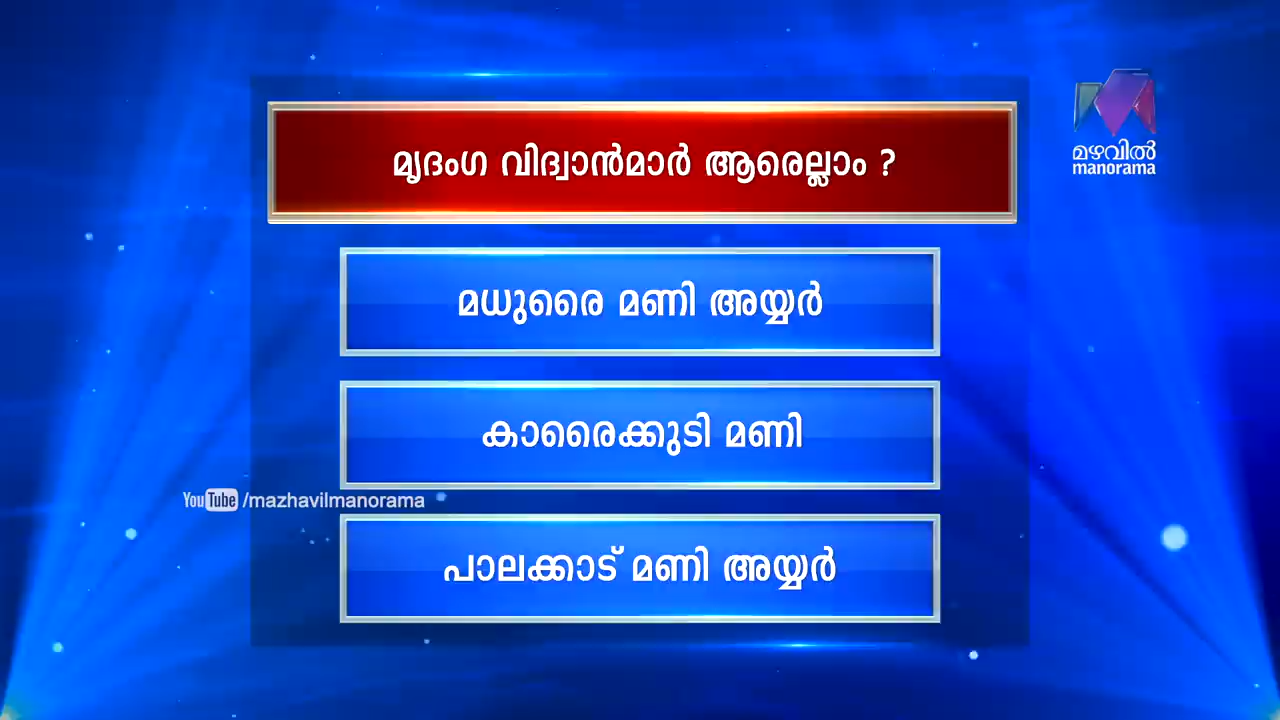 മൃദംഗ വിദ്വാൻമാർ ആരെല്ലാം ?
മഴവിൽ
manorama
മധുരൈ മണി അയ്യർ
കാരൈക്കുടി മണി
YouTube /mazhavilmanorama
പാലക്കാട് മണി അയ്യർ